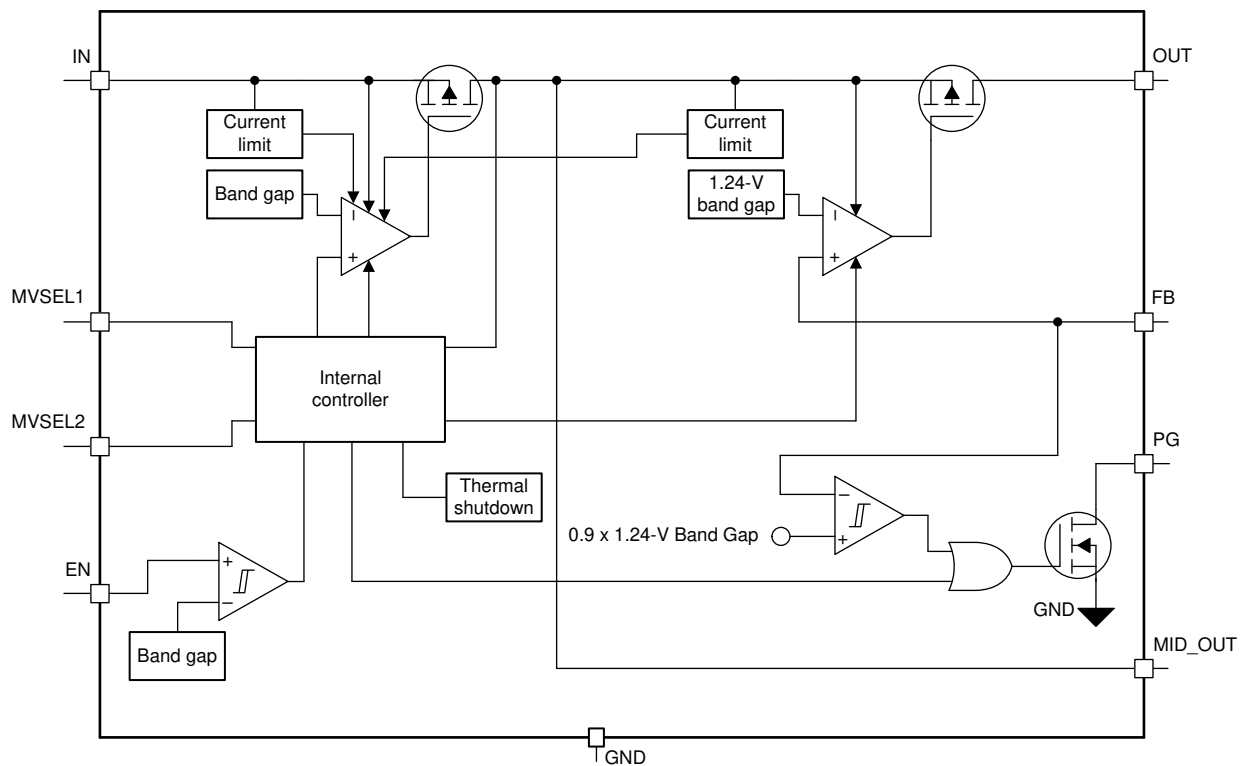 IN
OUT
Current
limit
Current
limit
Band gap
1.24-V
band gap
MVSEL1
FB
Internal
controller
MVSEL2
PG
Thermal
shutdown
0.9 x 1.24-V Band Gap
EN
GND
Band gap
MID_OUT
GND